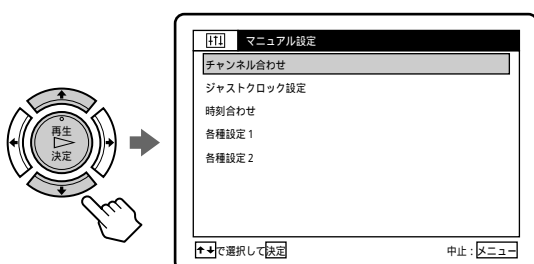 マニュアル設定
チャンネル合わせ
ジャストクロック設定
時刻合わせ
各種設定1
各種設定2
再生
決定
↑↓で選択して決定
中止：メニュー